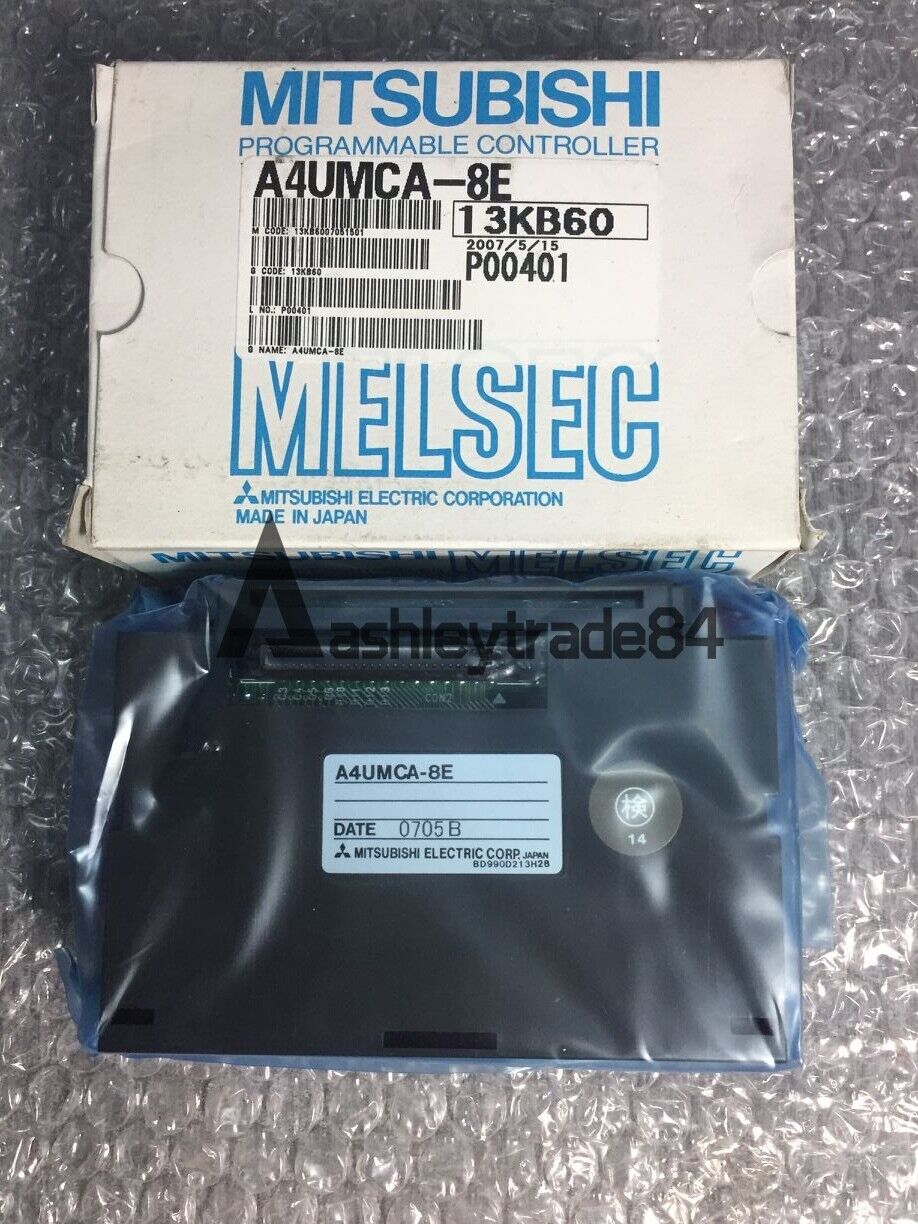 MITSUBISHI
PROGRAMMABLE CONTROLLER
A4UMCA-8E
13KB60
M CODE: 13KB6007051501
2007/5/15
P00401
G CODE: 13KB60
L NO.: P00401
G NAME: A4UMCA-8E
MELSEC
MITSUBISHI ELECTRIC CORPORATION
MADE IN JAPAN
MITSUBISHI MELSEC
Aashleytrade84
CON2
A4UMCA-8E
DATE 0705B
MITSUBISHI ELECTRIC CORP. JAPAN
BD990D213H28
検
14